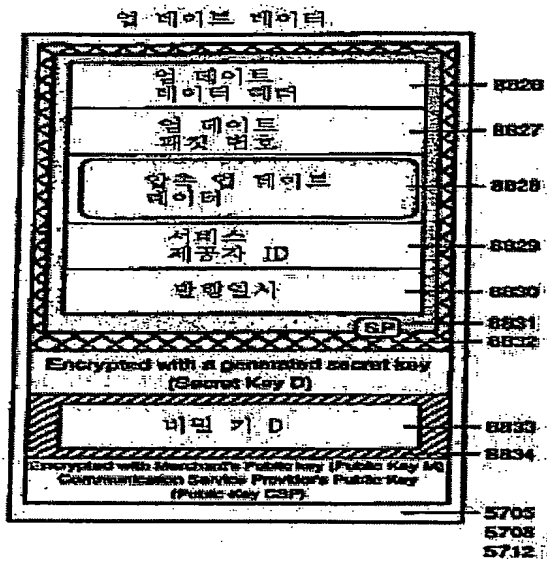 업 데이트 데이터
업 데이트
데이터 헤더
8826
업 데이트
패킷 번호
8827
압축 업 데이트
데이터
8828
서비스
제공자 ID
8829
발행일시
8830
SP
8831
8832
Encrypted with a generated secret key
(Secret Key D)
비밀 키 D
8833
8834
Encrypted with Merchant's Public key (Public Key M)
Communication Service Provider's Public Key
(Public Key CSP)
5705
5708
5712